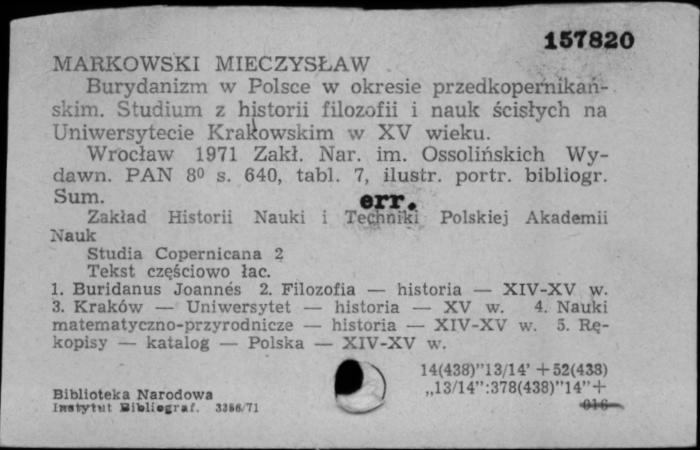 157820
MARKOWSKI MIECZYSŁAW
Burydanizm w Polsce w okresie przedkopernikań-
skim. Studium z historii filozofii i nauk ścisłych na
Uniwersytecie Krakowskim w XV wieku.
Wrocław 1971 Zakł. Nar. im. Ossolińskich Wy-
dawn. PAN 8⁰ s. 640, tabl. 7, ilustr. portr. bibliogr.
Sum.
err.
Zakład Historii Nauki i Techniki Polskiej Akademii
Nauk
Studia Copernicana 2
Tekst częściowo łac.
1. Buridanus Joannés 2. Filozofia — historia — XIV-XV w.
3. Kraków — Uniwersytet — historia — XV w. 4. Nauki
matematyczno-przyrodnicze — historia — XIV-XV w. 5. Rę-
kopisy — katalog — Polska — XIV-XV w.
14(438)"13/14' +52(438)
„13/14":378(438)"14"+
016
Biblioteka Narodowa
Instytut Bibliograf. 3356/71